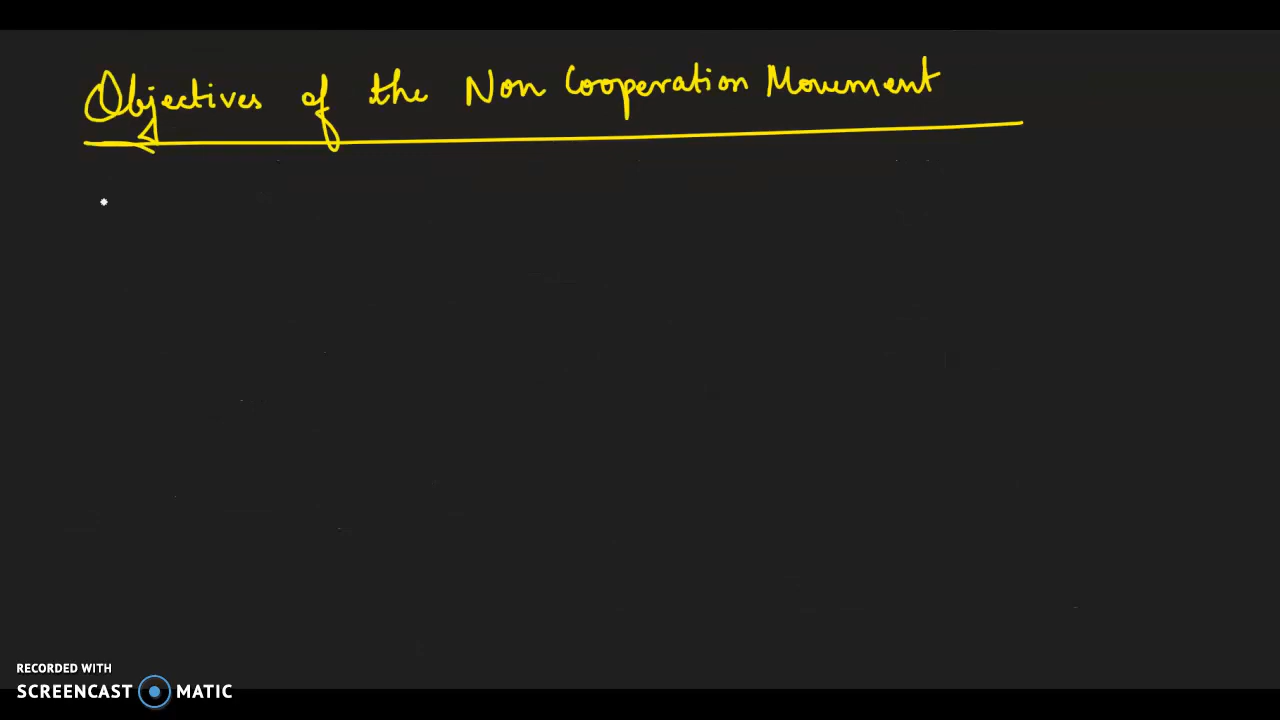 Objectives of the Non Cooperation Movement
RECORDED WITH
SCREENCAST MATIC